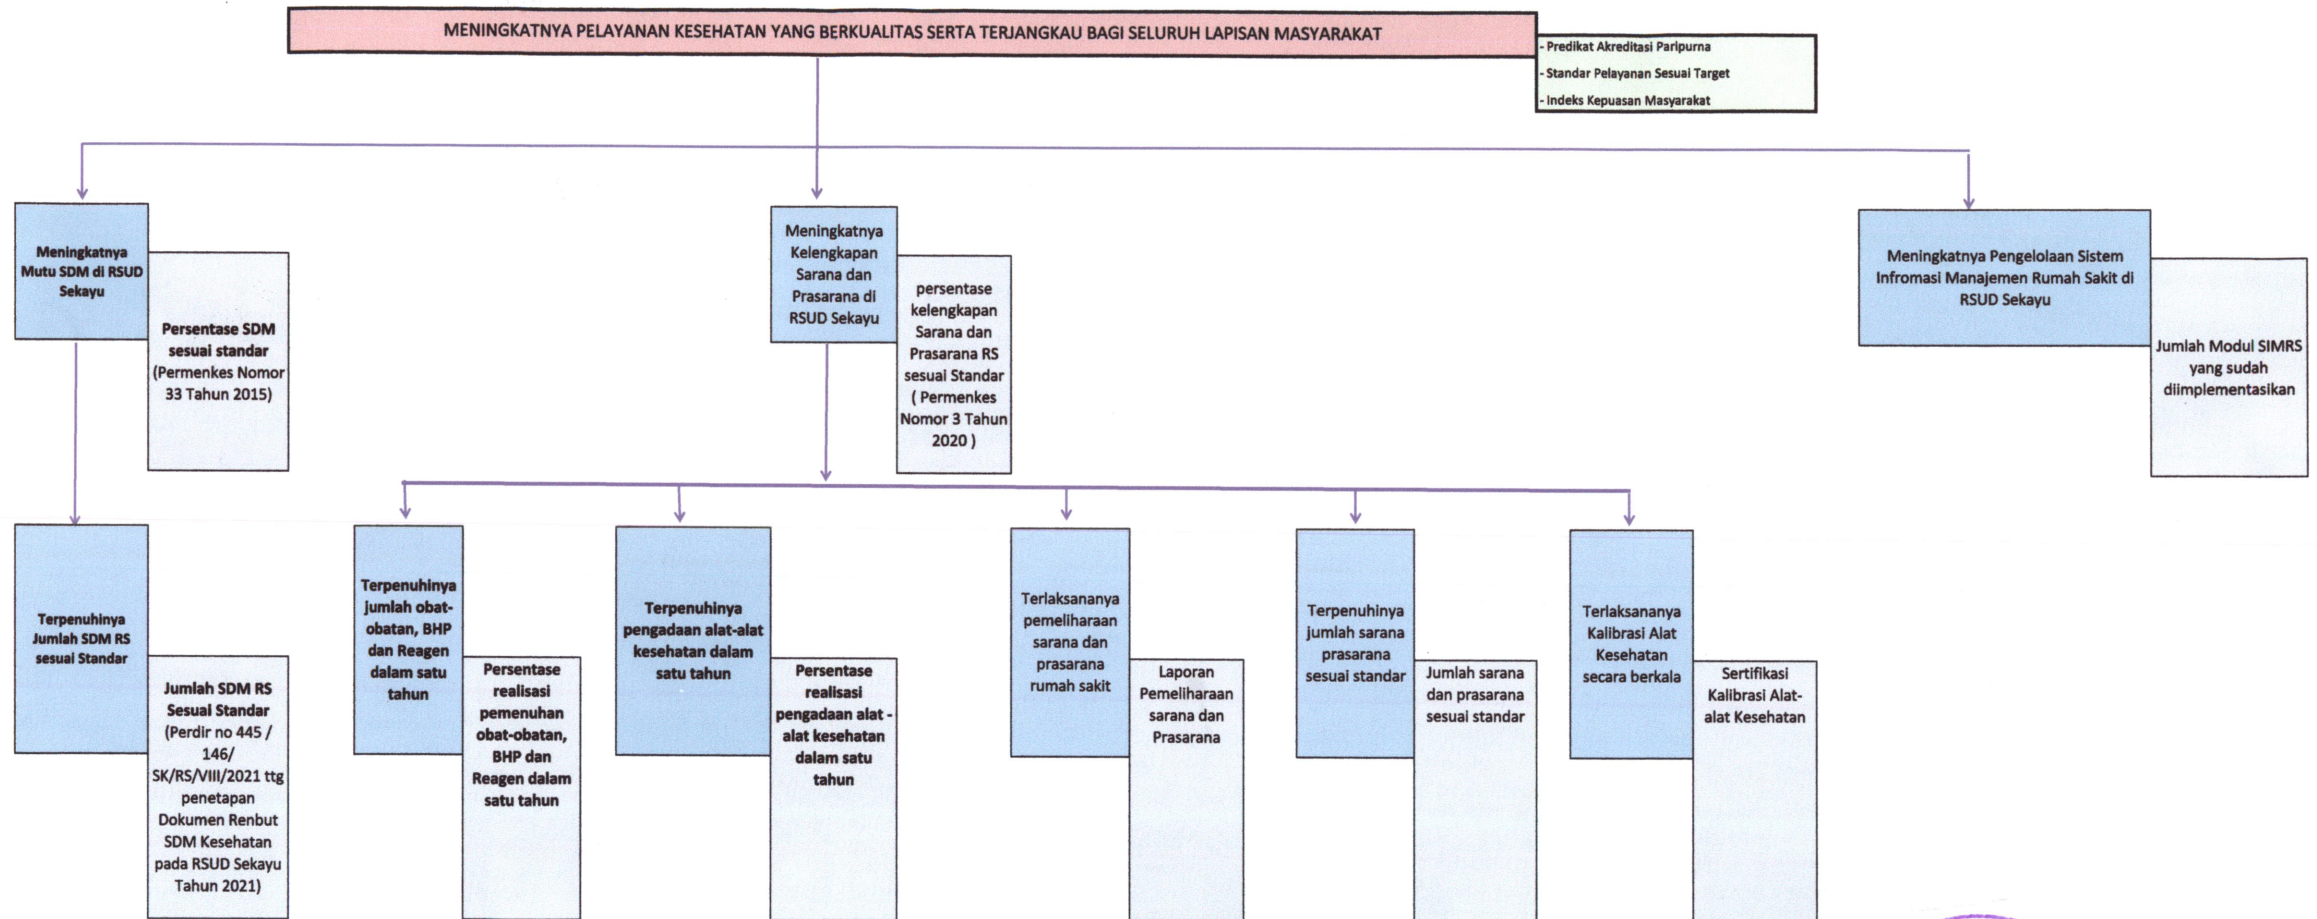 MENINGKATNYA PELAYANAN KESEHATAN YANG BERKUALITAS SERTA TERJANGKAU BAGI SELURUH LAPISAN MASYARAKAT
- Predikat Akreditasi Paripurna
- Standar Pelayanan Sesuai Target
- Indeks Kepuasan Masyarakat
Meningkatnya
Mutu SDM di RSUD
Sekayu
Persentase SDM
sesuai standar
(Permenkes Nomor
33 Tahun 2015)
Meningkatnya
Kelengkapan
Sarana dan
Prasarana di
RSUD Sekayu
persentase
kelengkapan
Sarana dan
Prasarana RS
sesuai Standar
( Permenkes
Nomor 3 Tahun
2020 )
Meningkatnya Pengelolaan Sistem
Infromasi Manajemen Rumah Sakit di
RSUD Sekayu
Jumlah Modul SIMRS
yang sudah
diimplementasikan
Terpenuhinya
Jumlah SDM RS
sesuai Standar
Jumlah SDM RS
Sesuai Standar
(Perdir no 445 /
146/
SK/RS/VIII/2021 ttg
penetapan
Dokumen Renbut
SDM Kesehatan
pada RSUD Sekayu
Tahun 2021)
Terpenuhinya
jumlah obat-
obatan, BHP
dan Reagen
dalam satu
tahun
Persentase
realisasi
pemenuhan
obat-obatan,
BHP dan
Reagen dalam
satu tahun
Terpenuhinya
pengadaan alat-alat
kesehatan dalam
satu tahun
Persentase
realisasi
pengadaan alat -
alat kesehatan
dalam satu
tahun
Terlaksananya
pemeliharaan
sarana dan
prasarana
rumah sakit
Laporan
Pemeliharaan
sarana dan
Prasarana
Terpenuhinya
jumlah sarana
prasarana
sesuai standar
Jumlah sarana
dan prasarana
sesuai standar
Terlaksananya
Kalibrasi Alat
Kesehatan
secara berkala
Sertifikasi
Kalibrasi Alat-
alat Kesehatan